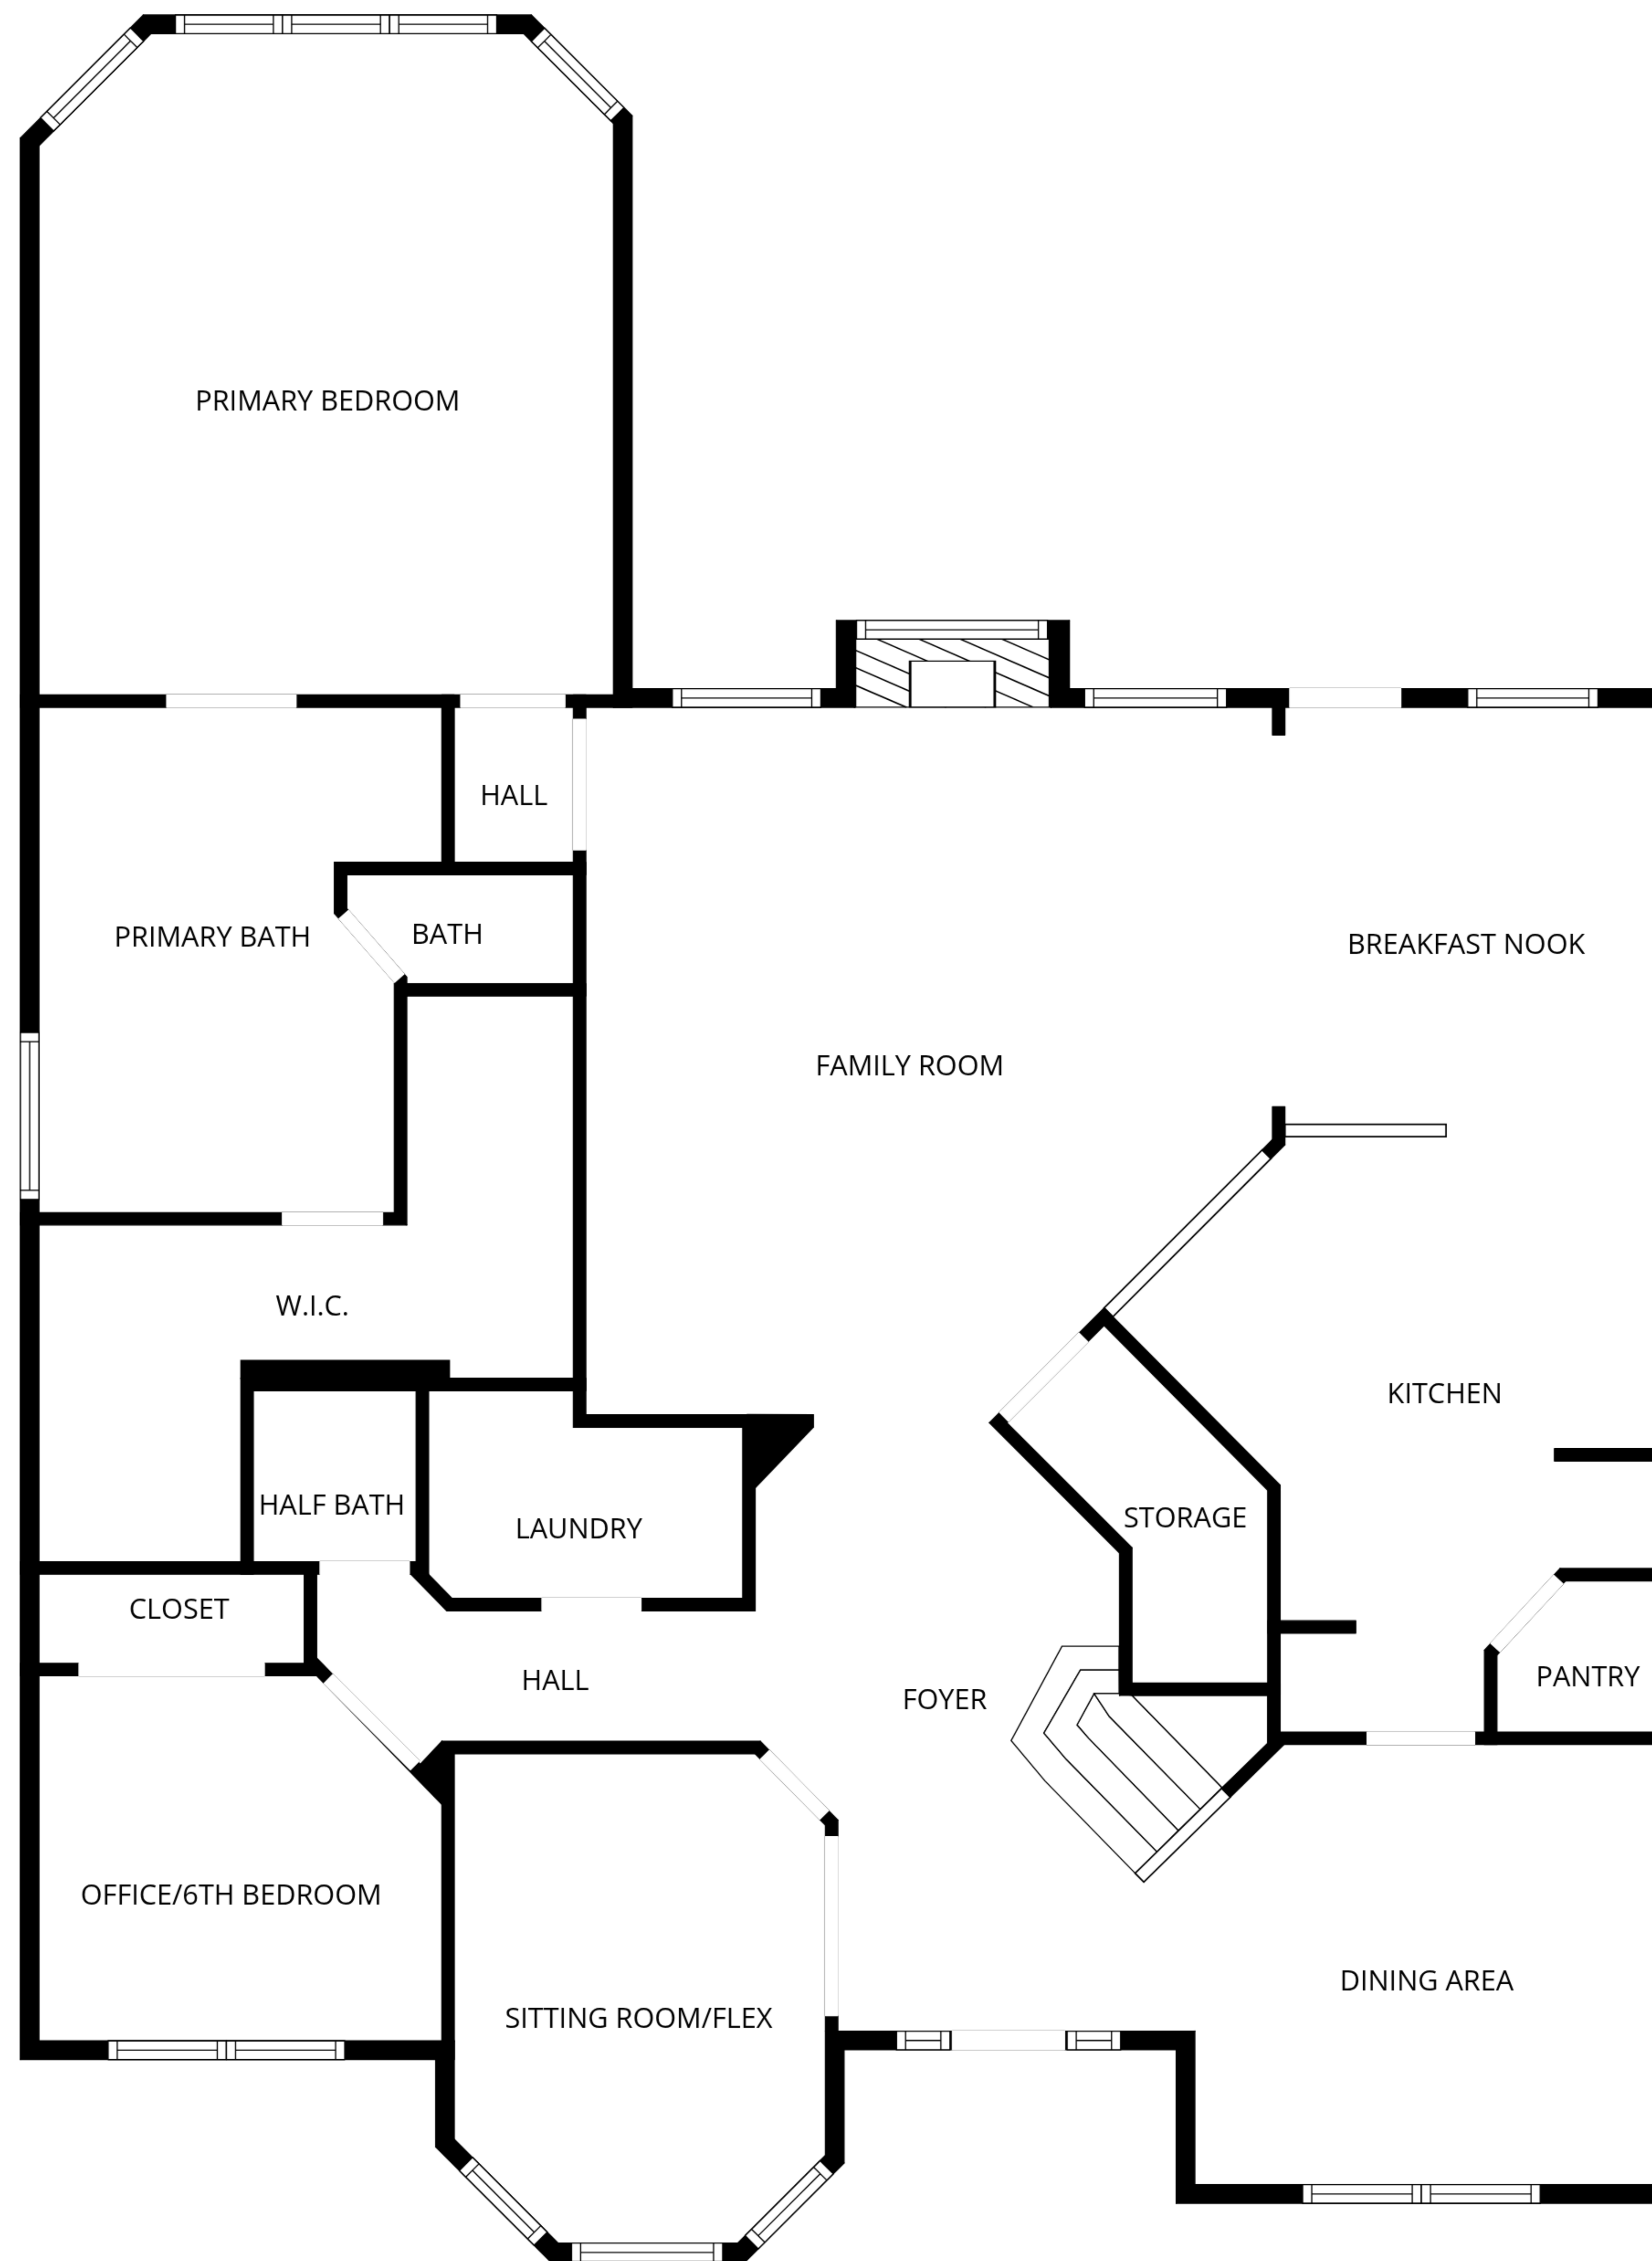 PRIMARY BEDROOM
HALL
PRIMARY BATH
BATH
BREAKFAST NOOK
FAMILY ROOM
W.I.C.
KITCHEN
HALF BATH
STORAGE
LAUNDRY
CLOSET
PANTRY
HALL
FOYER
OFFICE/6TH BEDROOM
DINING AREA
SITTING ROOM/FLEX